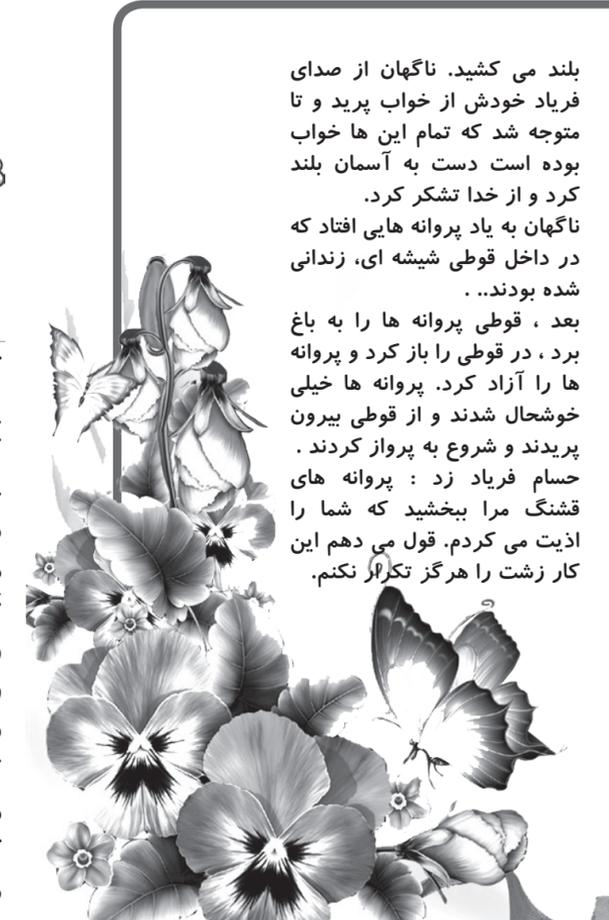 بلند می کشید. ناگهان از صدای
فریاد خودش از خواب پرید و تا
متوجه شد که تمام این ها خواب
بوده است دست به آسمان بلند
کرد و از خدا تشکر کرد.
ناگهان به یاد پروانه هایی افتاد که
در داخل قوطی شیشه ای، زندانی
شده بودند.. .
بعد ، قوطی پروانه ها را به باغ
برد ، در قوطی را باز کرد و پروانه
ها را آزاد کرد. پروانه ها خیلی
خوشحال شدند و از قوطی بیرون
پریدند و شروع به پرواز کردند .
حسام فریاد زد : پروانه های
قشنگ مرا ببخشید که شما را
اذیت می کردم. قول می دهم این
کار زشت را هرگز تکرار نکنم.